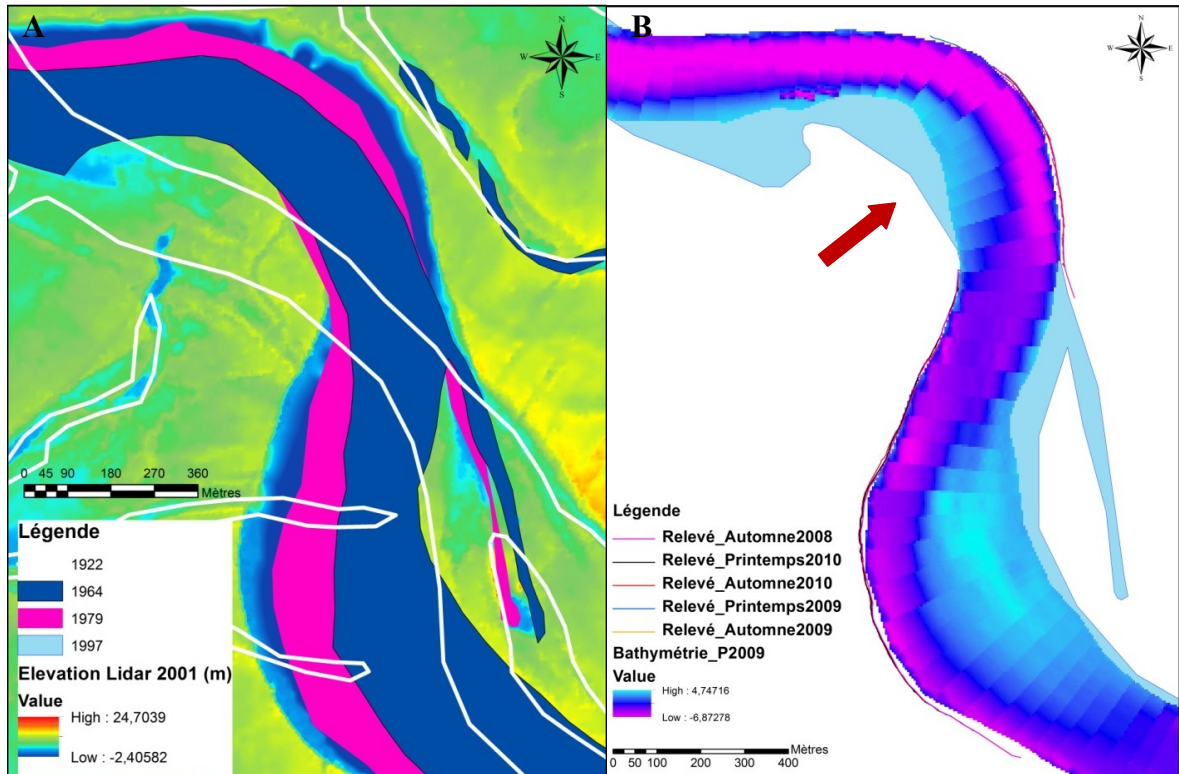 A
N
W
E
S
0 45 90 180 270 360
Mètres
Légende
1922
1964
1979
1997
Elevation Lidar 2001 (m)
Value
High : 24,7039
Low : -2,40582
B
N
W
E
S
Légende
Relevé_Automne2008
Relevé_Printemps2010
Relevé_Automne2010
Relevé_Printemps2009
Relevé_Automne2009
Bathymétrie_P2009
Value
High : 4,74716
Low : -6,87278
Mètres
0 50 100 200 300 400